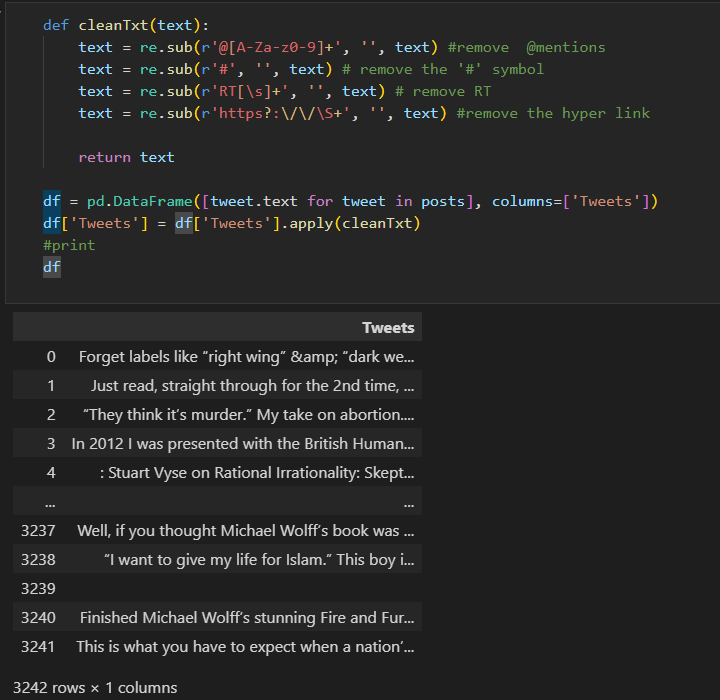 def cleanTxt(text):
    text = re.sub(r'@[A-Za-z0-9]+', '', text) #remove  @mentions
    text = re.sub(r'#', '', text) # remove the '#' symbol
    text = re.sub(r'RT[\s]+', '', text) # remove RT
    text = re.sub(r'https?:\/\/\S+', '', text) #remove the hyper link

    return text

df = pd.DataFrame([tweet.text for tweet in posts], columns=['Tweets'])
df['Tweets'] = df['Tweets'].apply(cleanTxt)
#print
df
Tweets
0 Forget labels like “right wing” &amp; “dark we...
1 Just read, straight through for the 2nd time, ...
2 “They think it’s murder.” My take on abortion....
3 In 2012 I was presented with the British Human...
4 : Stuart Vyse on Rational Irrationality: Skept...
... ...
3237 Well, if you thought Michael Wolff’s book was ...
3238 “I want to give my life for Islam.” This boy i...
3239
3240 Finished Michael Wolff’s stunning Fire and Fur...
3241 This is what you have to expect when a nation’...
3242 rows × 1 columns